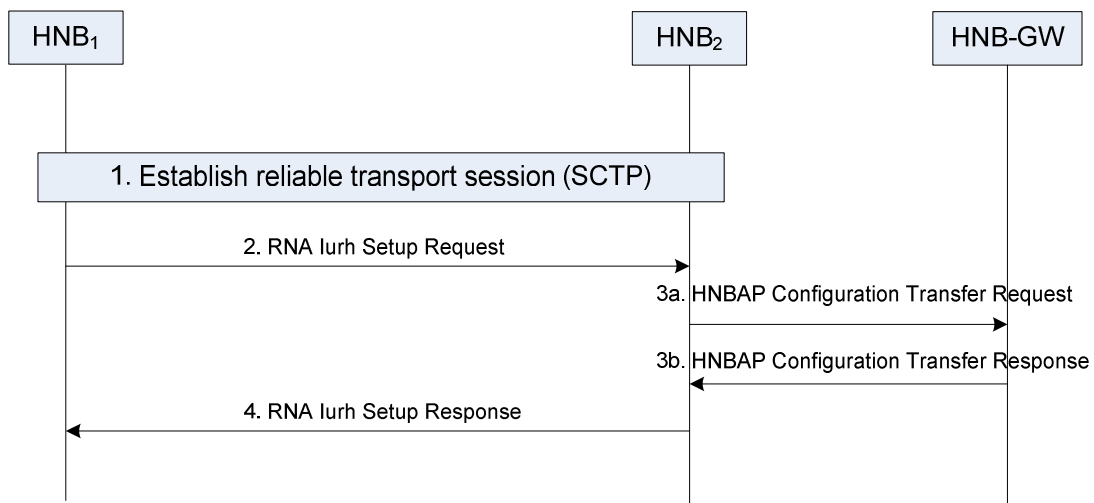 HNB₁
HNB₂
HNB-GW
1. Establish reliable transport session (SCTP)
2. RNA Iurh Setup Request
3a. HNBAP Configuration Transfer Request
3b. HNBAP Configuration Transfer Response
4. RNA Iurh Setup Response